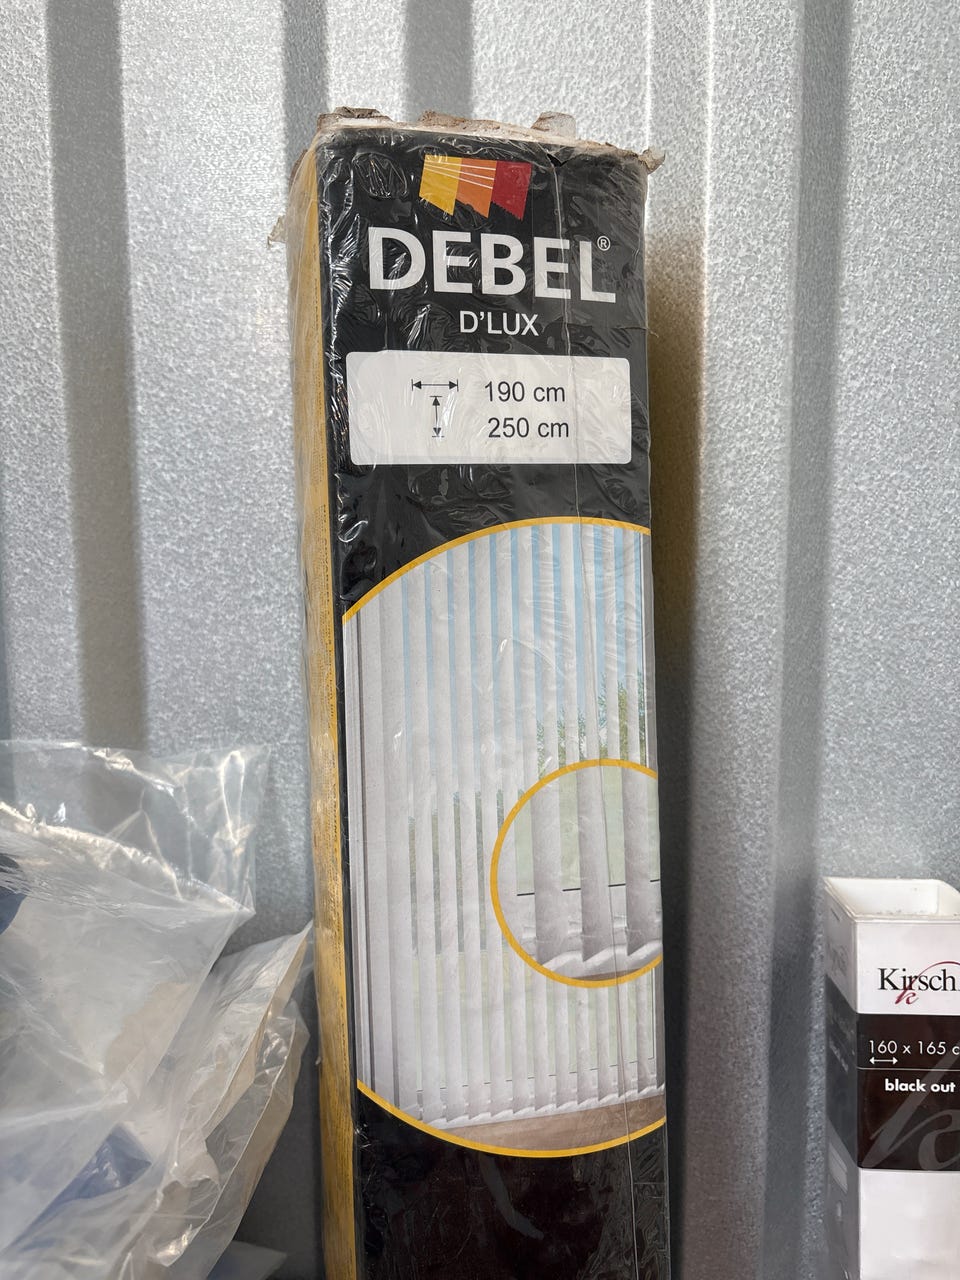 DEBEL®
D'LUX
190 cm
250 cm
Kirsch
160 x 165 c
black out